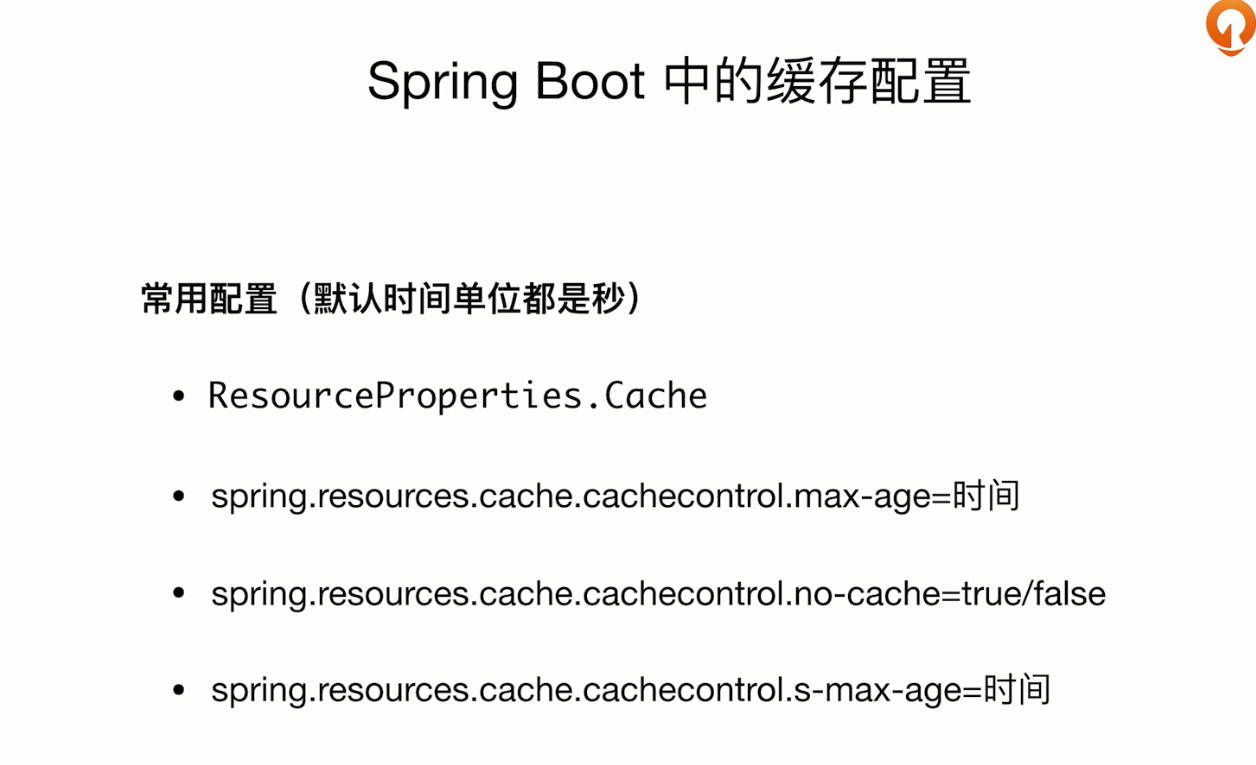 Spring Boot 中的缓存配置
常用配置（默认时间单位都是秒）
• ResourceProperties.Cache
• spring.resources.cache.cachecontrol.max-age=时间
• spring.resources.cache.cachecontrol.no-cache=true/false
• spring.resources.cache.cachecontrol.s-max-age=时间